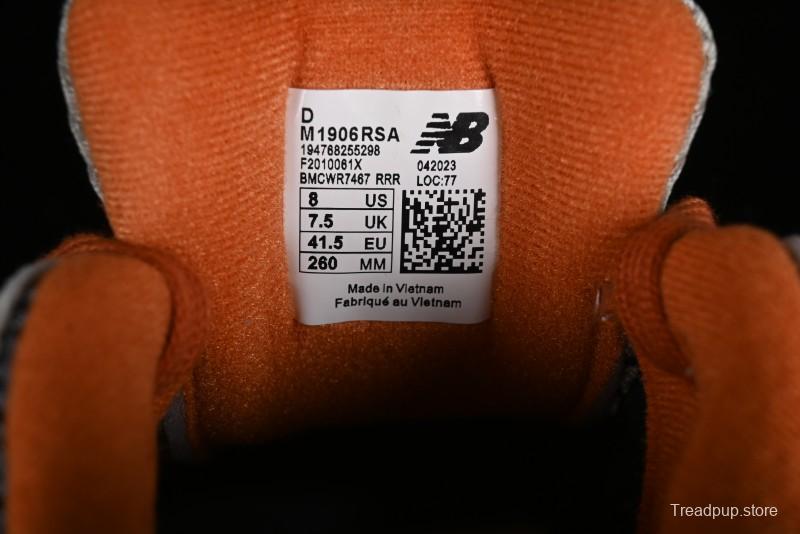 D
M1906RSA
194768255298
F2010061X
BMCWR7467 RRR
NB
042023
LOC:77
8 US
7.5 UK
41.5 EU
260 MM
Made in Vietnam
Fabriqué au Vietnam
Treadpup.store